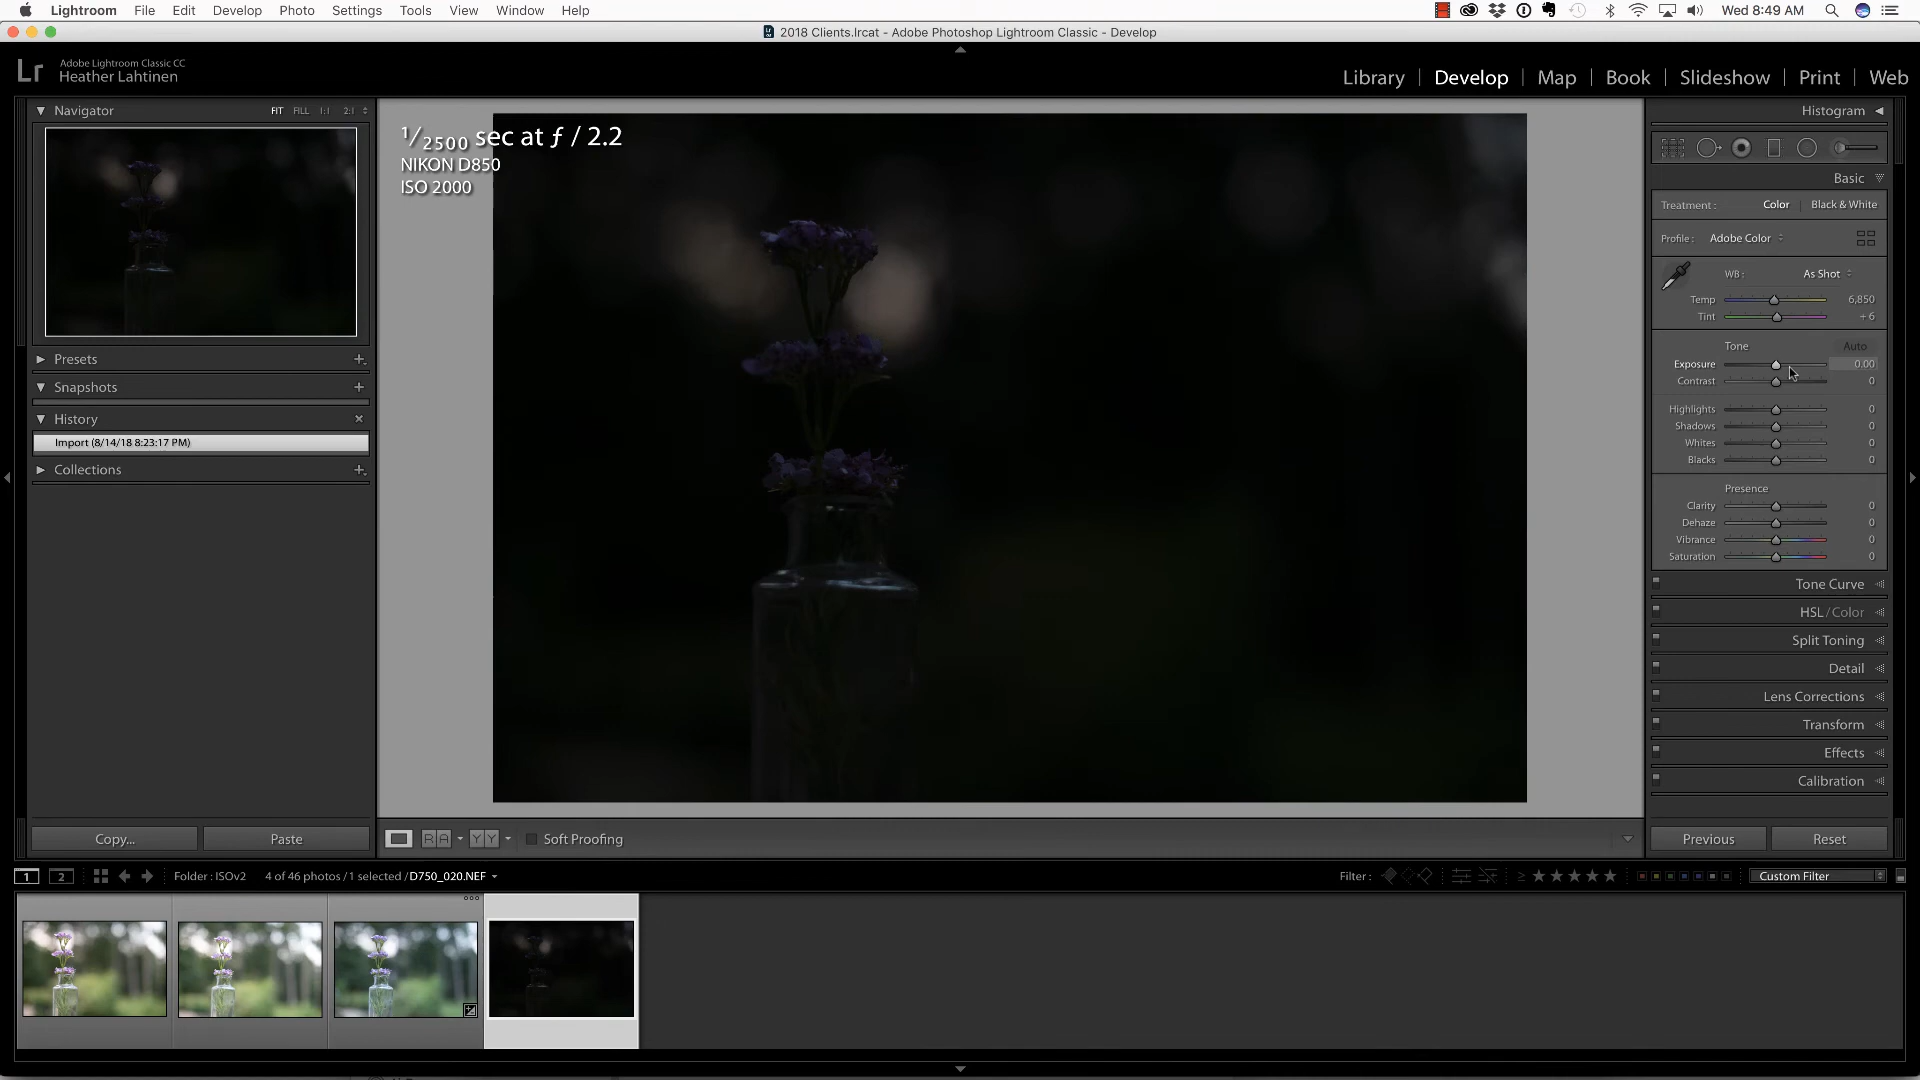 Lightroom File Edit Develop Photo Settings Tools View Window Help Wed 8:49 AM
2018 Clients.lrcat - Adobe Photoshop Lightroom Classic - Develop
Lr Adobe Lightroom Classic CC
Heather Lahtinen
Library | Develop | Map | Book | Slideshow | Print | Web
Navigator FIT FILL 1:1 2:1
Presets
Snapshots
History
Import (8/14/18 8:23:17 PM)
Collections
Copy... Paste
1/2500 sec at ƒ / 2.2
NIKON D850
ISO 2000
Histogram
Basic
Treatment : Color | Black & White
Profile : Adobe Color
WB : As Shot
Temp 6,850
Tint + 6
Tone Auto
Exposure 0.00
Contrast 0
Highlights 0
Shadows 0
Whites 0
Blacks 0
Presence
Clarity 0
Dehaze 0
Vibrance 0
Saturation 0
Tone Curve
HSL / Color
Split Toning
Detail
Lens Corrections
Transform
Effects
Calibration
Previous Reset
R A Y Y Soft Proofing
1 2 Folder : ISOv2 4 of 46 photos / 1 selected / D750_020.NEF Filter : ≥ ★ ★ ★ ★ ★ Custom Filter